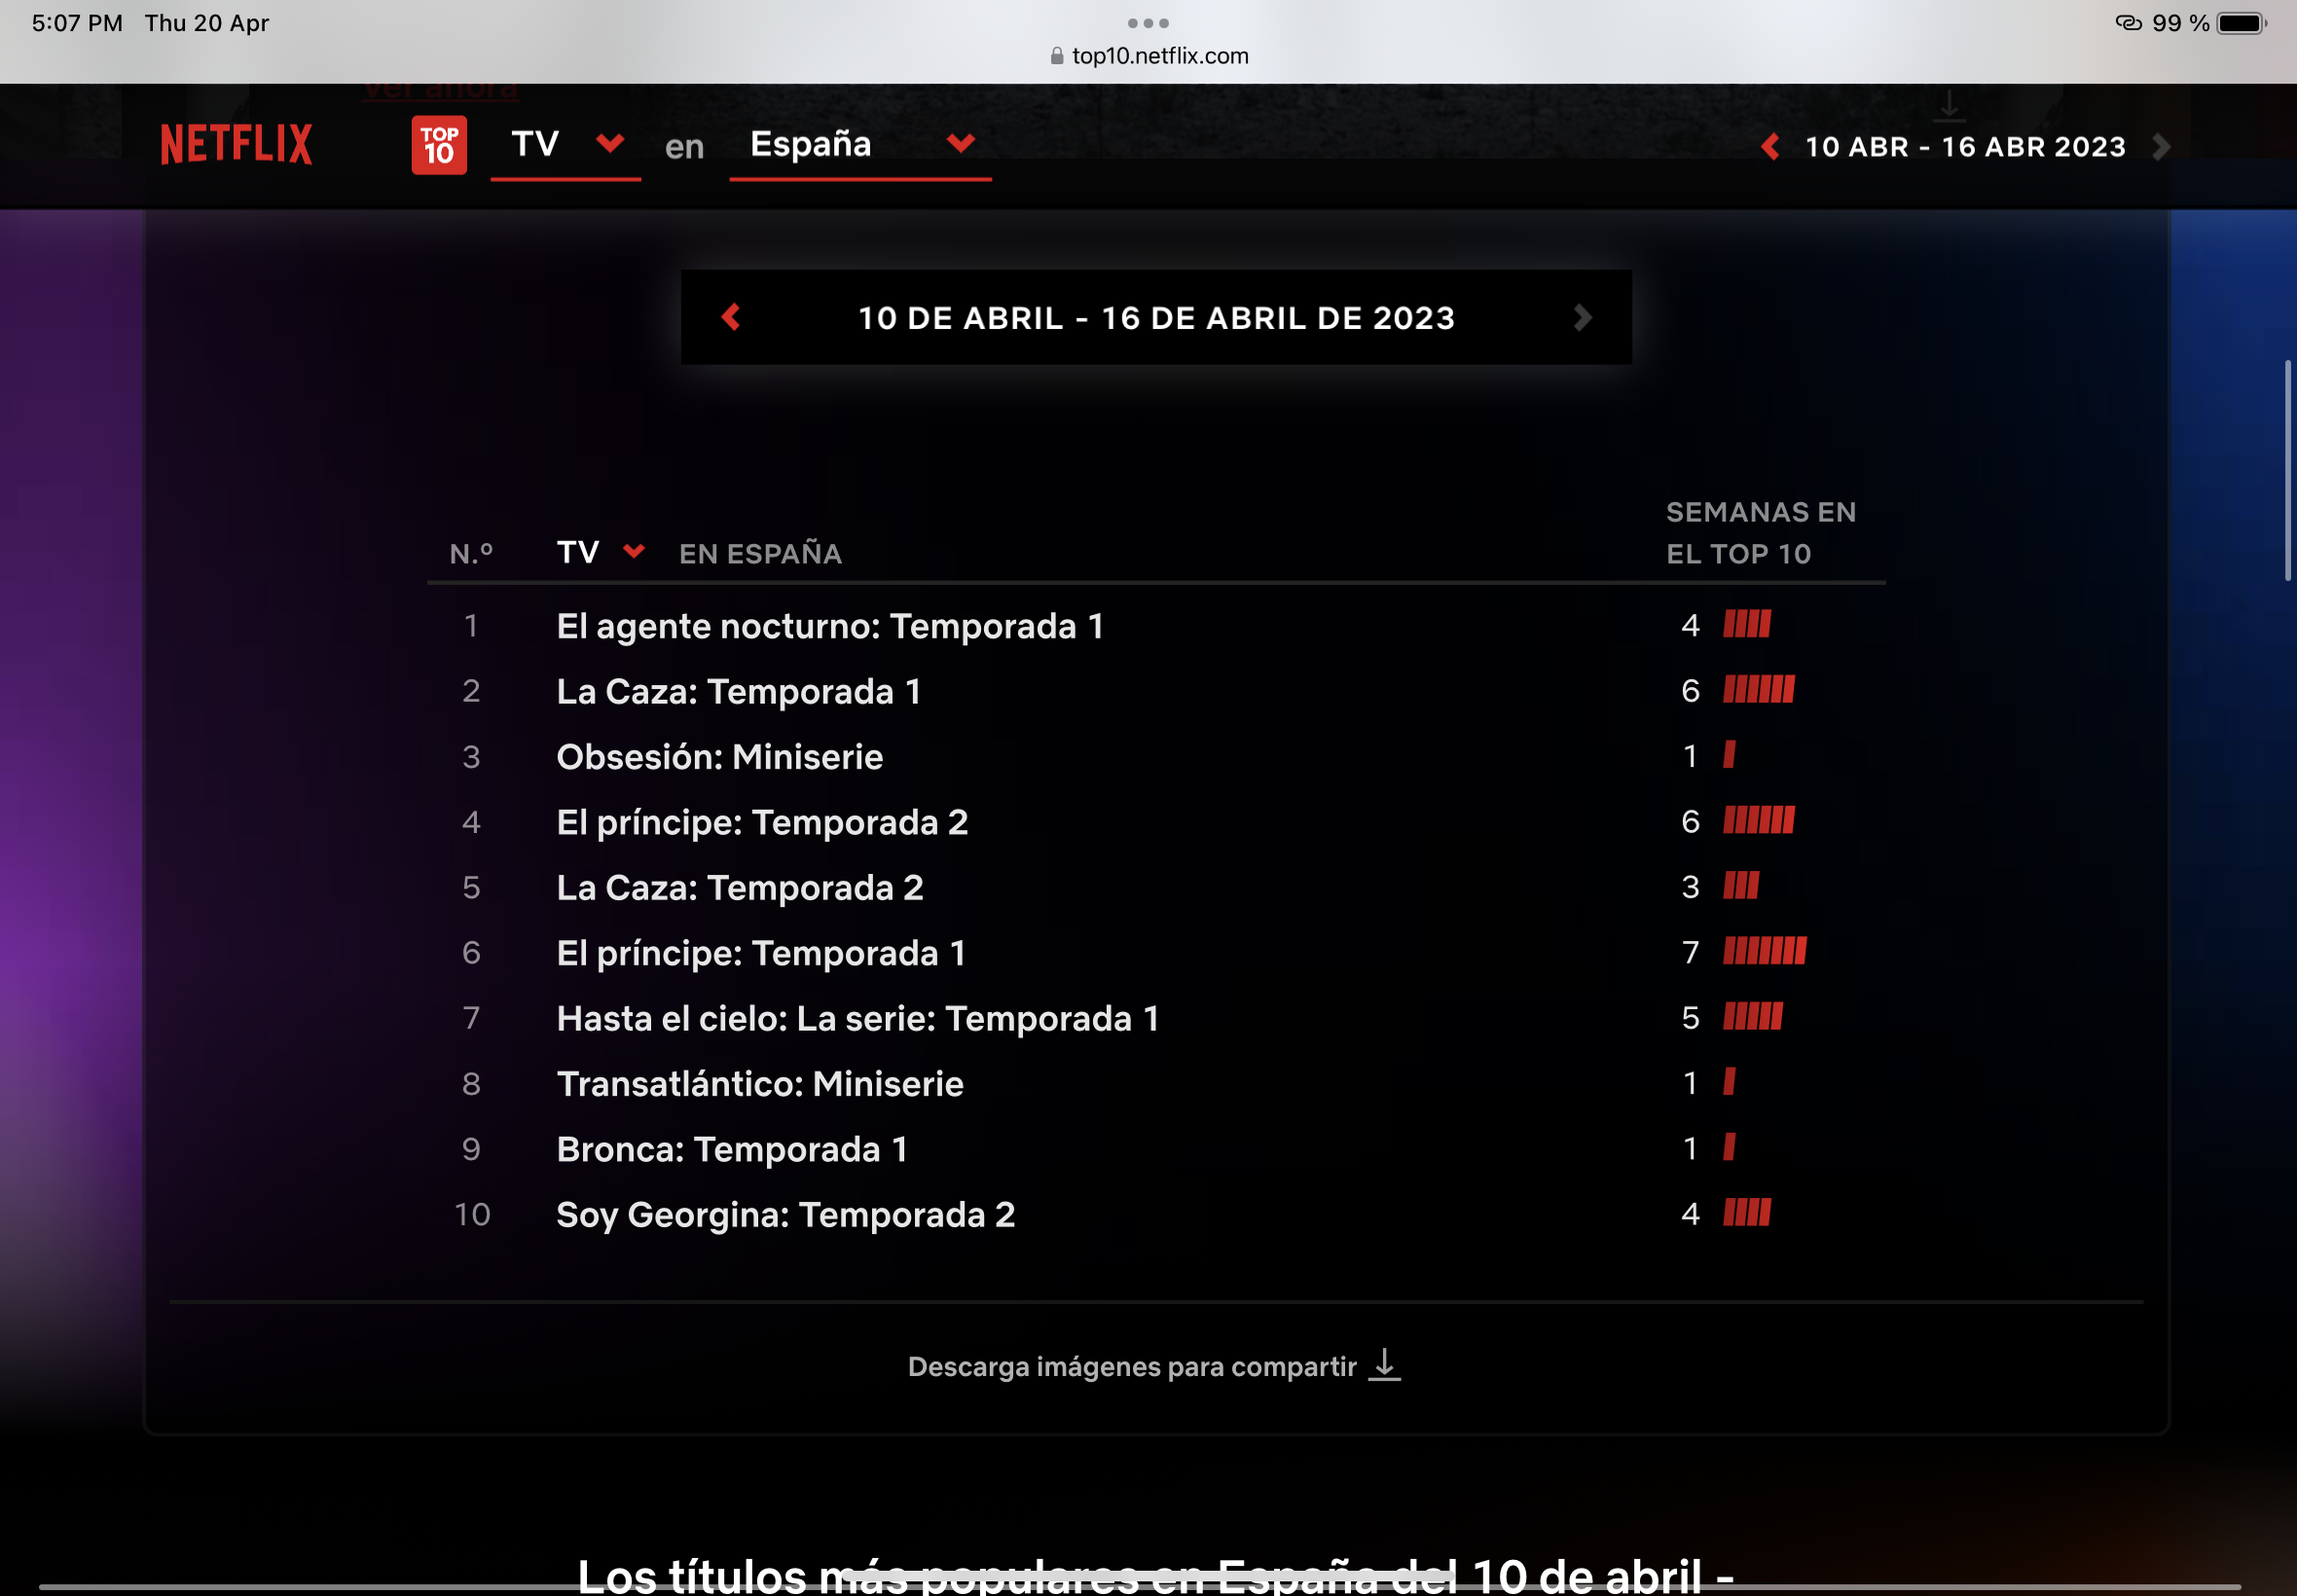 5:07 PM Thu 20 Apr
99 %
top10.netflix.com
Ver ahora
NETFLIX
TOP 10
TV en España
10 ABR - 16 ABR 2023
10 DE ABRIL - 16 DE ABRIL DE 2023
N.º TV EN ESPAÑA SEMANAS EN EL TOP 10
1 El agente nocturno: Temporada 1 4
2 La Caza: Temporada 1 6
3 Obsesión: Miniserie 1
4 El príncipe: Temporada 2 6
5 La Caza: Temporada 2 3
6 El príncipe: Temporada 1 7
7 Hasta el cielo: La serie: Temporada 1 5
8 Transatlántico: Miniserie 1
9 Bronca: Temporada 1 1
10 Soy Georgina: Temporada 2 4
Descarga imágenes para compartir
Los títulos más populares en España del 10 de abril -